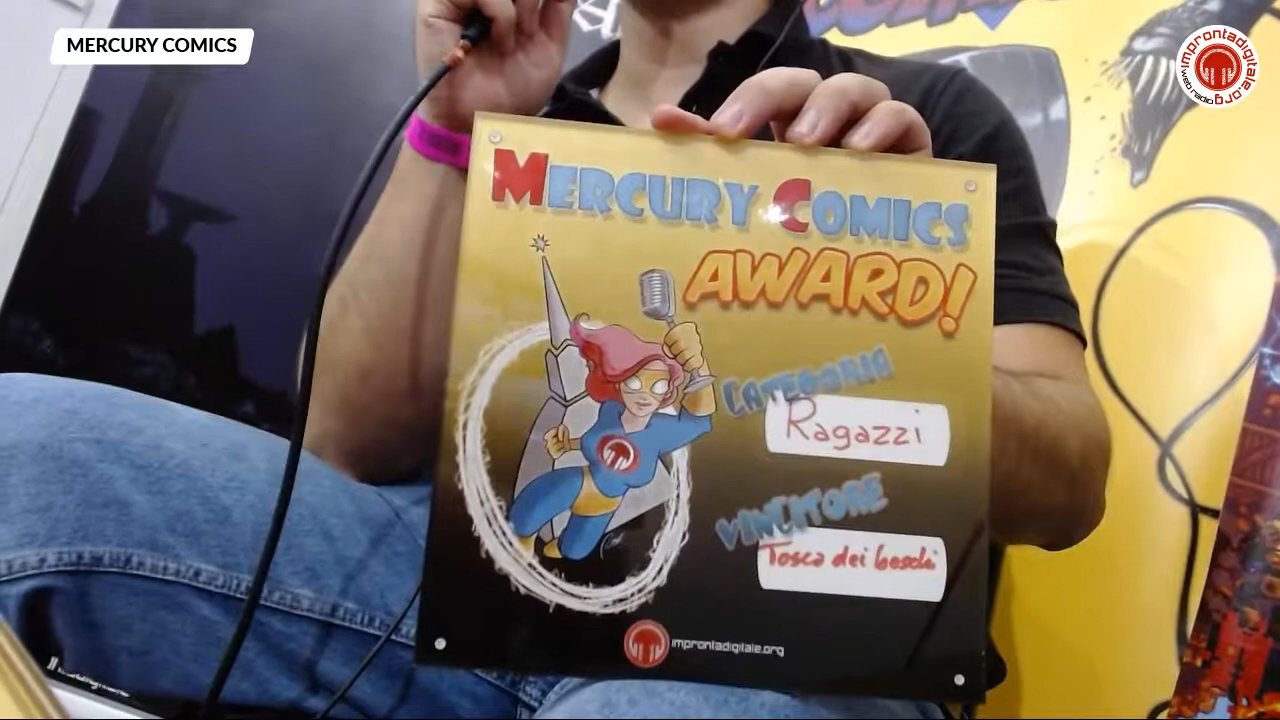 MERCURY COMICS
improntadigitale.org
web radio
MERCURY COMICS
AWARD!
CATEGORIA
Ragazzi
VINCITORE
Tosca dei boschi
improntadigitale.org